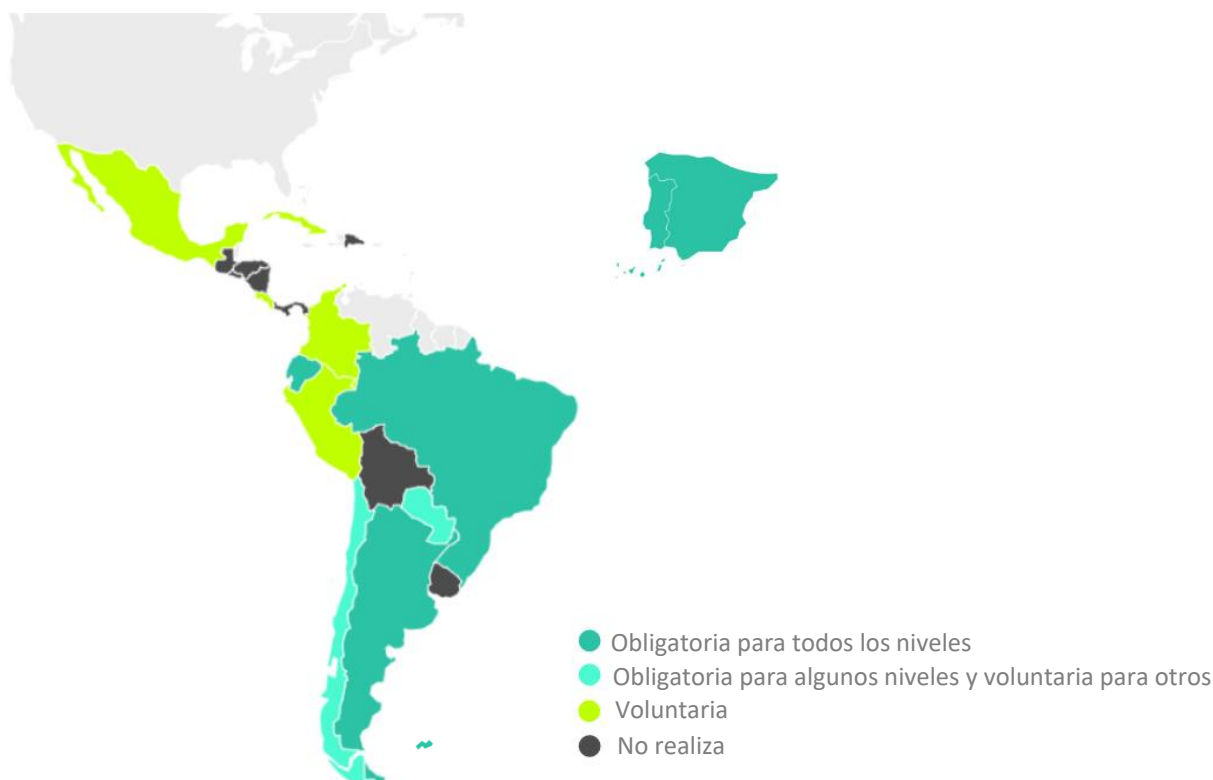 Obligatoria para todos los niveles
Obligatoria para algunos niveles y voluntaria para otros
Voluntaria
No realiza